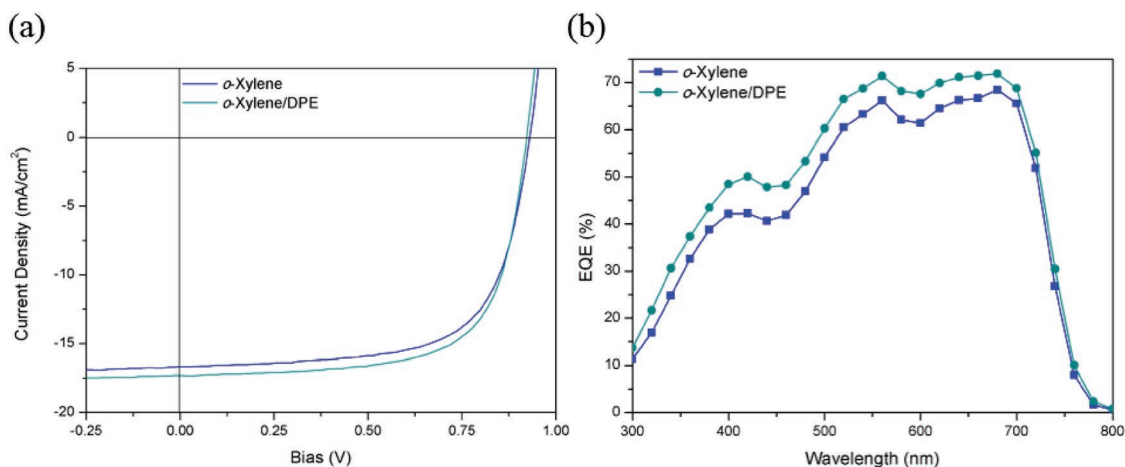 (a)
o-Xylene
o-Xylene/DPE
5
0
-5
-10
-15
-20
Current Density (mA/cm²)
-0.25
0.00
0.25
0.50
0.75
1.00
Bias (V)
(b)
o-Xylene
o-Xylene/DPE
70
60
50
40
30
20
10
0
EQE (%)
300
400
500
600
700
800
Wavelength (nm)